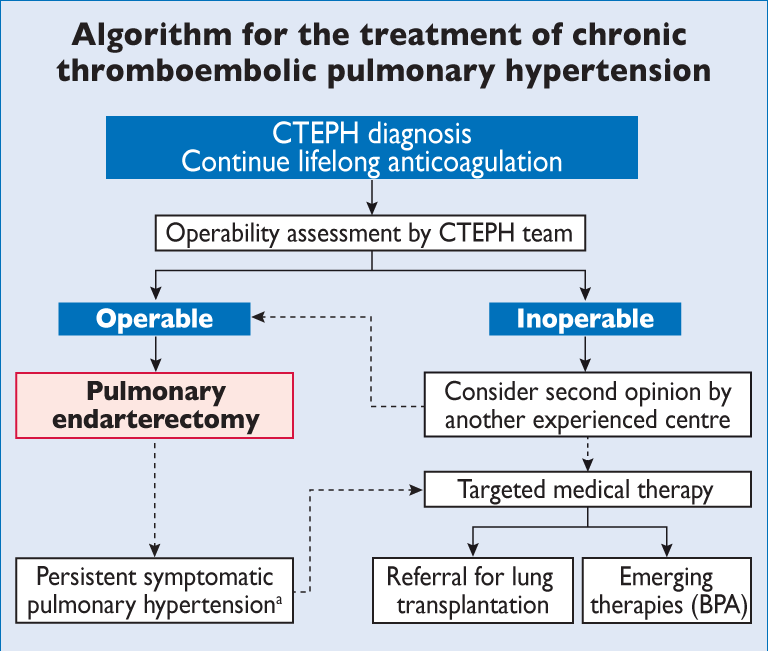 Algorithm for the treatment of chronic
thromboembolic pulmonary hypertension
CTEPH diagnosis
Continue lifelong anticoagulation
Operability assessment by CTEPH team
Operable
Inoperable
Pulmonary
endarterectomy
Consider second opinion by
another experienced centre
Targeted medical therapy
Persistent symptomatic
pulmonary hypertensionᵃ
Referral for lung
transplantation
Emerging
therapies (BPA)